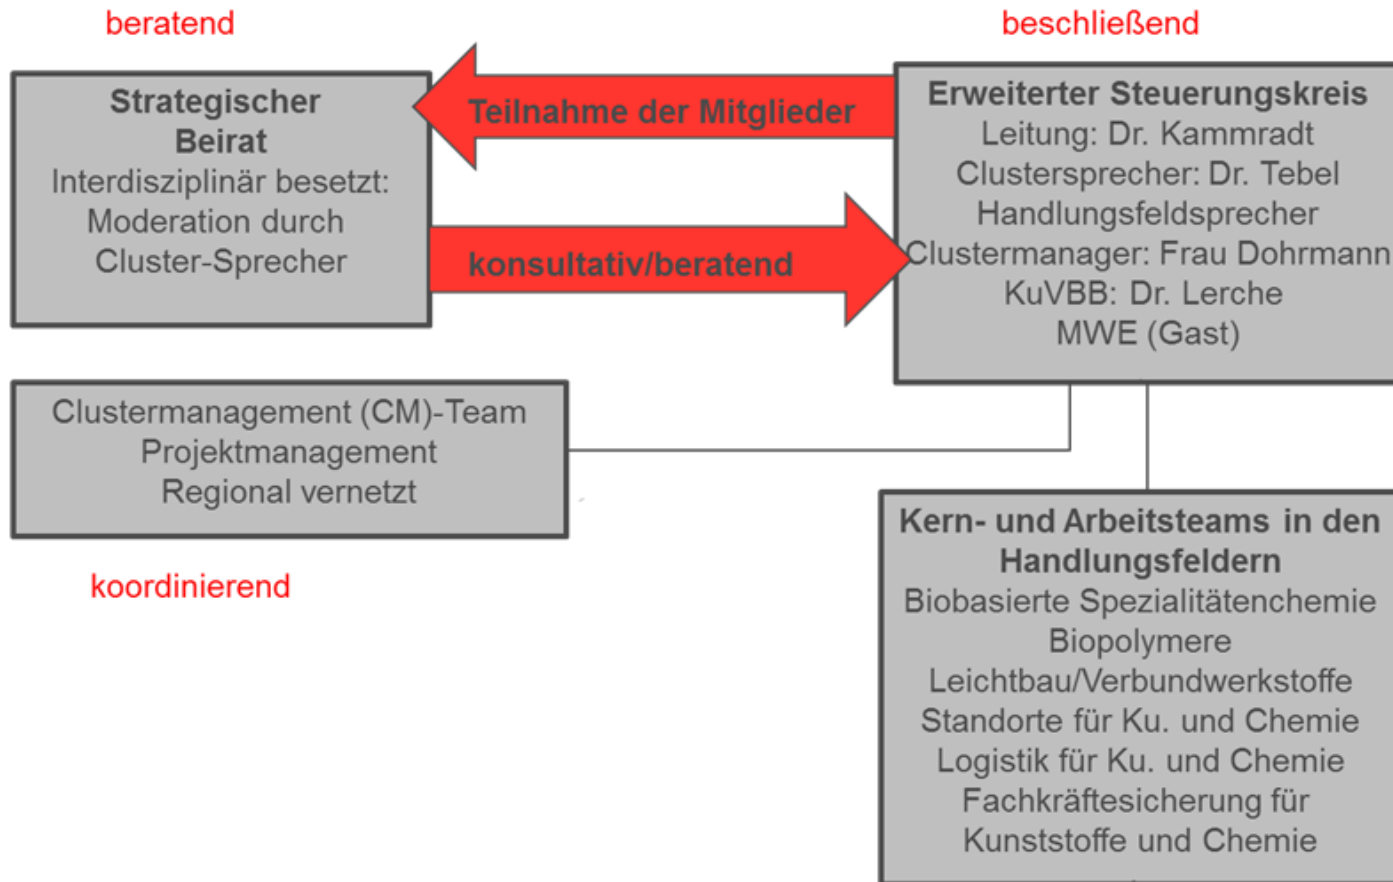 beratend
beschließend
Strategischer
Beirat
Interdisziplinär besetzt:
Moderation durch
Cluster-Sprecher
Teilnahme der Mitglieder
konsultativ/beratend
Erweiterter Steuerungskreis
Leitung: Dr. Kammradt
Clustersprecher: Dr. Tebel
Handlungsfeldsprecher
Clustermanager: Frau Dohrmann
KuVBB: Dr. Lerche
MWE (Gast)
Clustermanagement (CM)-Team
Projektmanagement
Regional vernetzt
koordinierend
Kern- und Arbeitsteams in den
Handlungsfeldern
Biobasierte Spezialitätenchemie
Biopolymere
Leichtbau/Verbundwerkstoffe
Standorte für Ku. und Chemie
Logistik für Ku. und Chemie
Fachkräftesicherung für
Kunststoffe und Chemie